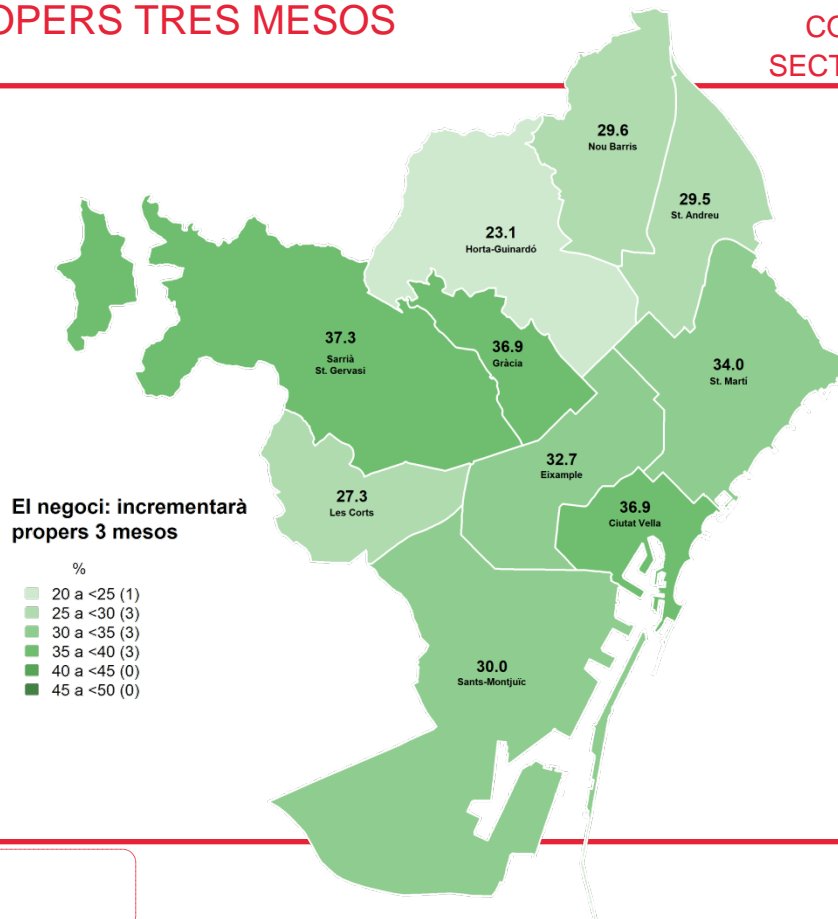 OPERS TRES MESOS
CO
SECT
29.6
Nou Barris
29.5
St. Andreu
23.1
Horta-Guinardó
37.3
Sarrià
St. Gervasi
36.9
Gràcia
34.0
St. Martí
32.7
Eixample
27.3
Les Corts
36.9
Ciutat Vella
El negoci: incrementarà
propers 3 mesos
%
20 a <25 (1)
25 a <30 (3)
30 a <35 (3)
35 a <40 (3)
40 a <45 (0)
45 a <50 (0)
30.0
Sants-Montjuïc